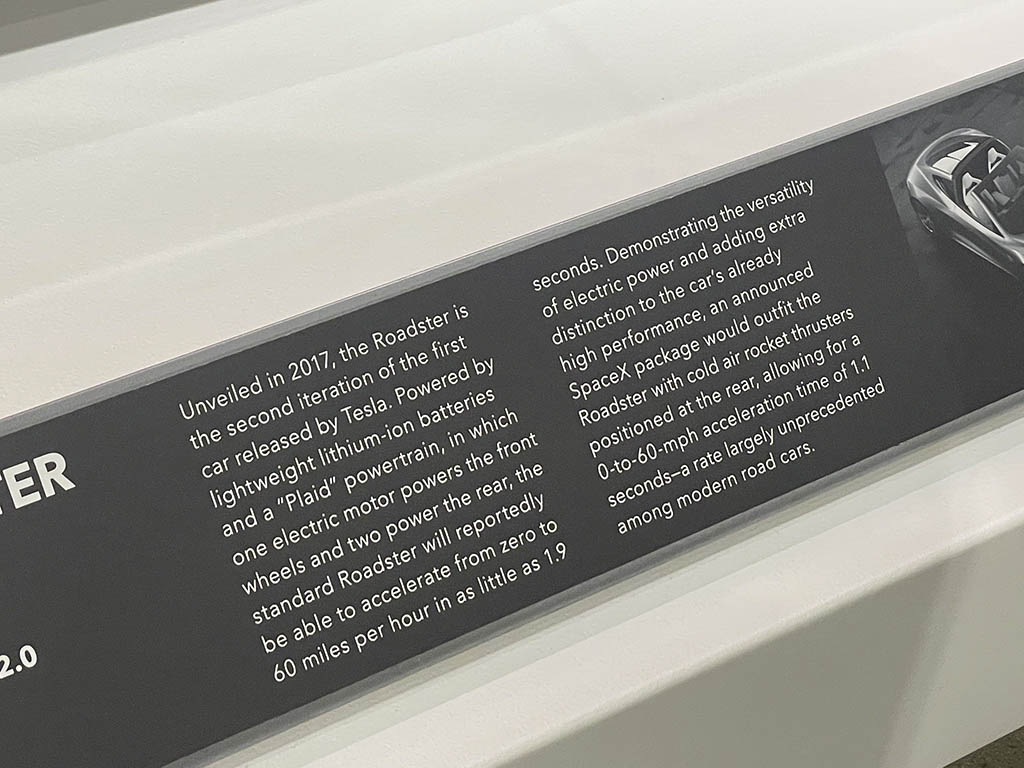 TER
2.0
Unveiled in 2017, the Roadster is
the second iteration of the first
car released by Tesla. Powered by
lightweight lithium-ion batteries
and a "Plaid" powertrain, in which
one electric motor powers the front
wheels and two power the rear, the
standard Roadster will reportedly
be able to accelerate from zero to
60 miles per hour in as little as 1.9
seconds. Demonstrating the versatility
of electric power and adding extra
distinction to the car's already
high performance, an announced
SpaceX package would outfit the
Roadster with cold air rocket thrusters
positioned at the rear, allowing for a
0-to-60-mph acceleration time of 1.1
seconds—a rate largely unprecedented
among modern road cars.